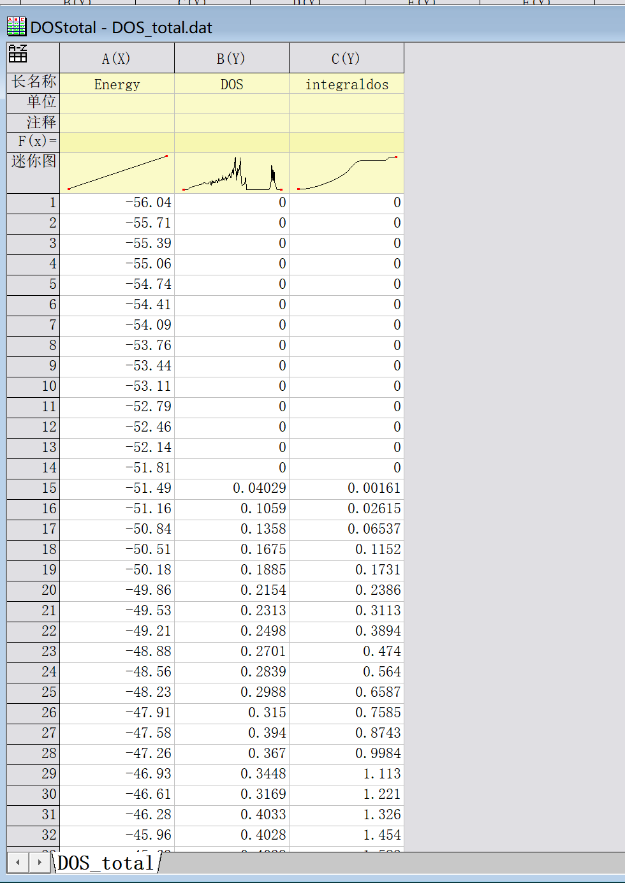 DOStotal - DOS_total.dat
A(X) B(Y) C(Y)
长名称 Energy DOS integraldos
单位
注释
F(x)=
迷你图
1 -56.04 0 0
2 -55.71 0 0
3 -55.39 0 0
4 -55.06 0 0
5 -54.74 0 0
6 -54.41 0 0
7 -54.09 0 0
8 -53.76 0 0
9 -53.44 0 0
10 -53.11 0 0
11 -52.79 0 0
12 -52.46 0 0
13 -52.14 0 0
14 -51.81 0 0
15 -51.49 0.04029 0.00161
16 -51.16 0.1059 0.02615
17 -50.84 0.1358 0.06537
18 -50.51 0.1675 0.1152
19 -50.18 0.1885 0.1731
20 -49.86 0.2154 0.2386
21 -49.53 0.2313 0.3113
22 -49.21 0.2498 0.3894
23 -48.88 0.2701 0.474
24 -48.56 0.2839 0.564
25 -48.23 0.2988 0.6587
26 -47.91 0.315 0.7585
27 -47.58 0.394 0.8743
28 -47.26 0.367 0.9984
29 -46.93 0.3448 1.113
30 -46.61 0.3169 1.221
31 -46.28 0.4033 1.326
32 -45.96 0.4028 1.454
DOS_total